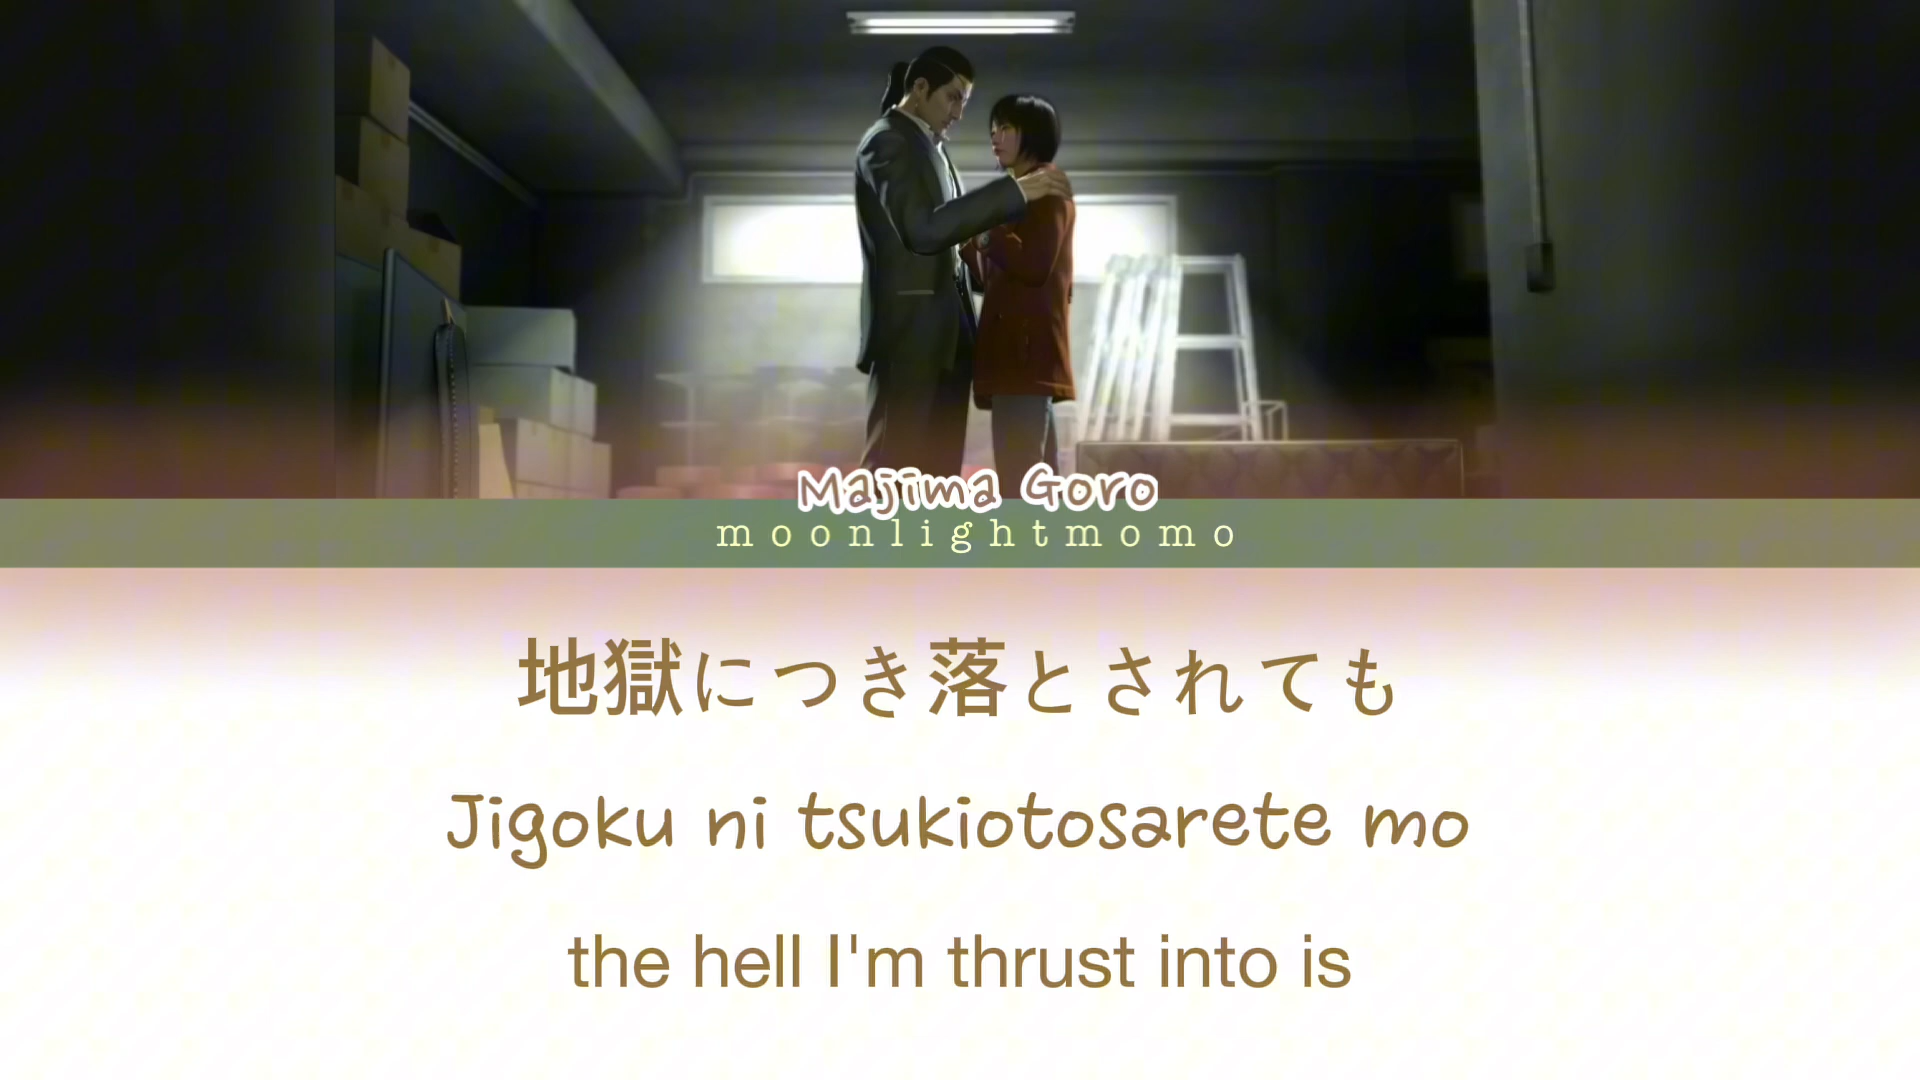 Majima Goro
moonlightmomo
地獄につき落とされても
Jigoku ni tsukiotosarete mo
the hell I'm thrust into is